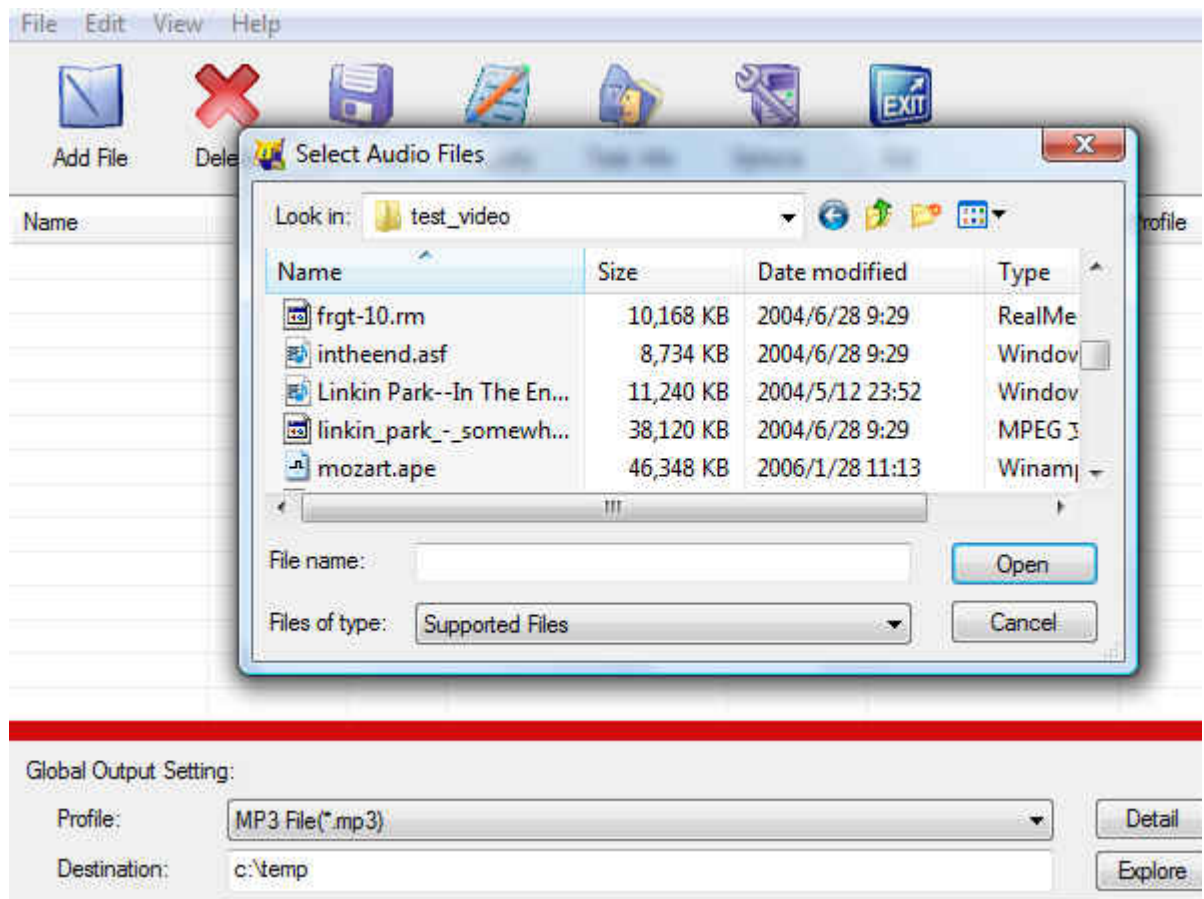 File Edit View Help
EXIT
Add File Dele
Select Audio Files
Look in: test_video
Name
Name Size Date modified Type
frgt-10.rm 10,168 KB 2004/6/28 9:29 RealMe
intheend.asf 8,734 KB 2004/6/28 9:29 Window
Linkin Park--In The En... 11,240 KB 2004/5/12 23:52 Window
linkin_park_-_somewh... 38,120 KB 2004/6/28 9:29 MPEG
mozart.ape 46,348 KB 2006/1/28 11:13 Winamp
File name:
Open
Files of type: Supported Files
Cancel
Global Output Setting:
Profile: MP3 File(*.mp3) Detail
Destination: c:\temp Explore